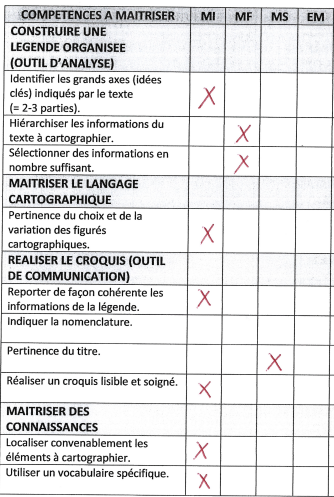 COMPETENCES A MAITRISER MI MF MS EM
CONSTRUIRE UNE
LEGENDE ORGANISEE
(OUTIL D'ANALYSE)
Identifier les grands axes (idées
clés) indiqués par le texte
(= 2-3 parties). X
Hiérarchiser les informations du
texte à cartographier. X
Sélectionner des informations en
nombre suffisant. X
MAITRISER LE LANGAGE
CARTOGRAPHIQUE
Pertinence du choix et de la
variation des figurés
cartographiques. X
REALISER LE CROQUIS (OUTIL
DE COMMUNICATION)
Reporter de façon cohérente les
informations de la légende. X
Indiquer la nomenclature.
Pertinence du titre. X
Réaliser un croquis lisible et soigné. X
MAITRISER DES
CONNAISSANCES
Localiser convenablement les
éléments à cartographier. X
Utiliser un vocabulaire spécifique. X